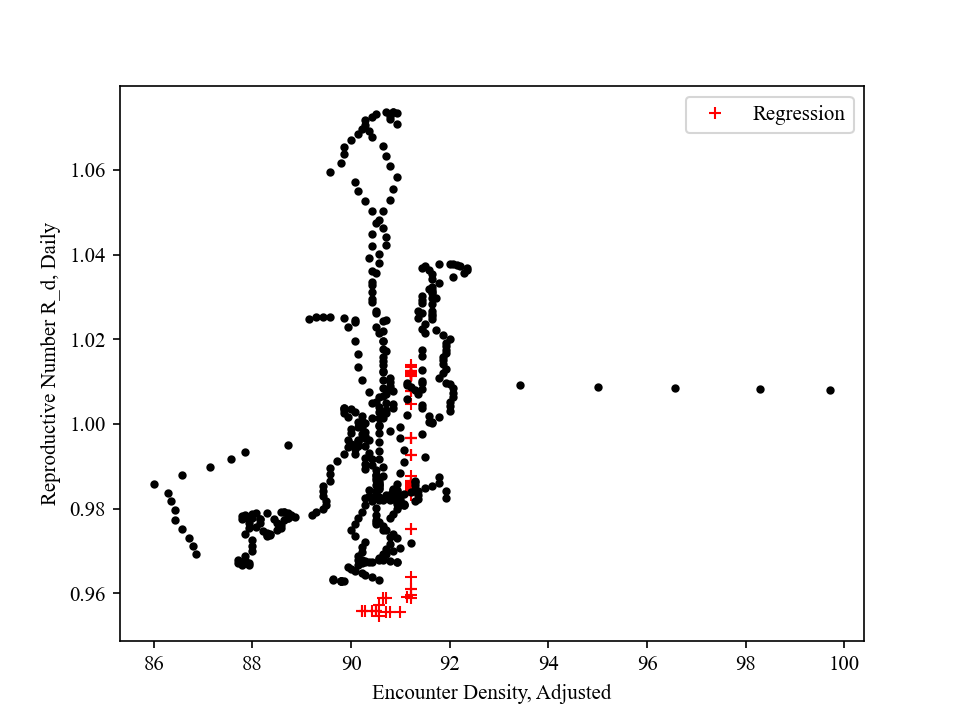 Regression
1.06
1.04
1.02
1.00
0.98
0.96
Reproductive Number R_d, Daily
86 88 90 92 94 96 98 100
Encounter Density, Adjusted